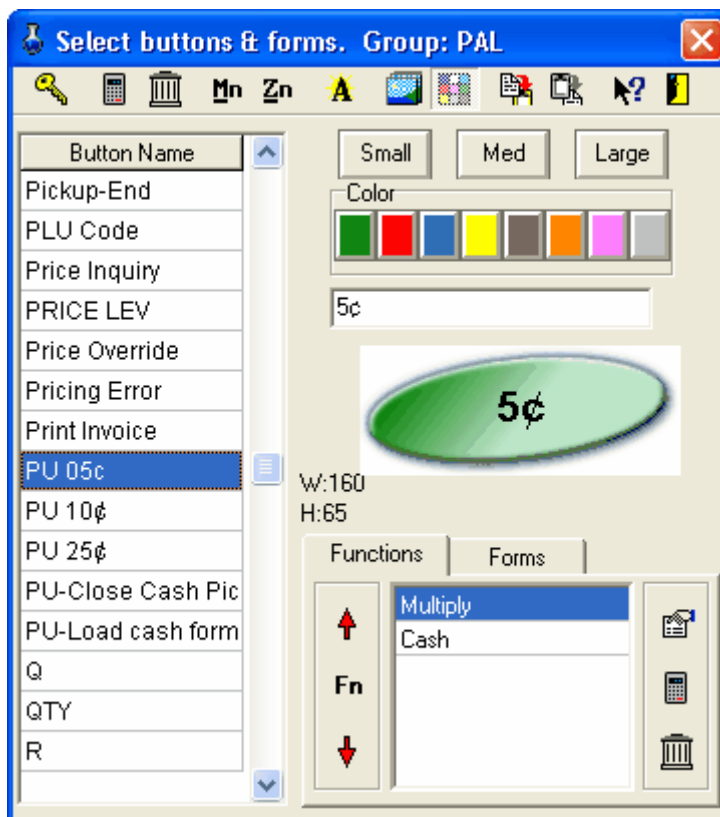 Select buttons & forms.  Group: PAL
Mn Zn A ?
Button Name
Pickup-End
PLU Code
Price Inquiry
PRICE LEV
Price Override
Pricing Error
Print Invoice
PU 05c
PU 10¢
PU 25¢
PU-Close Cash Pic
PU-Load cash form
Q
QTY
R
Small Med Large
Color
5¢
5¢
W:160
H:65
Functions Forms
Multiply
Cash
Fn